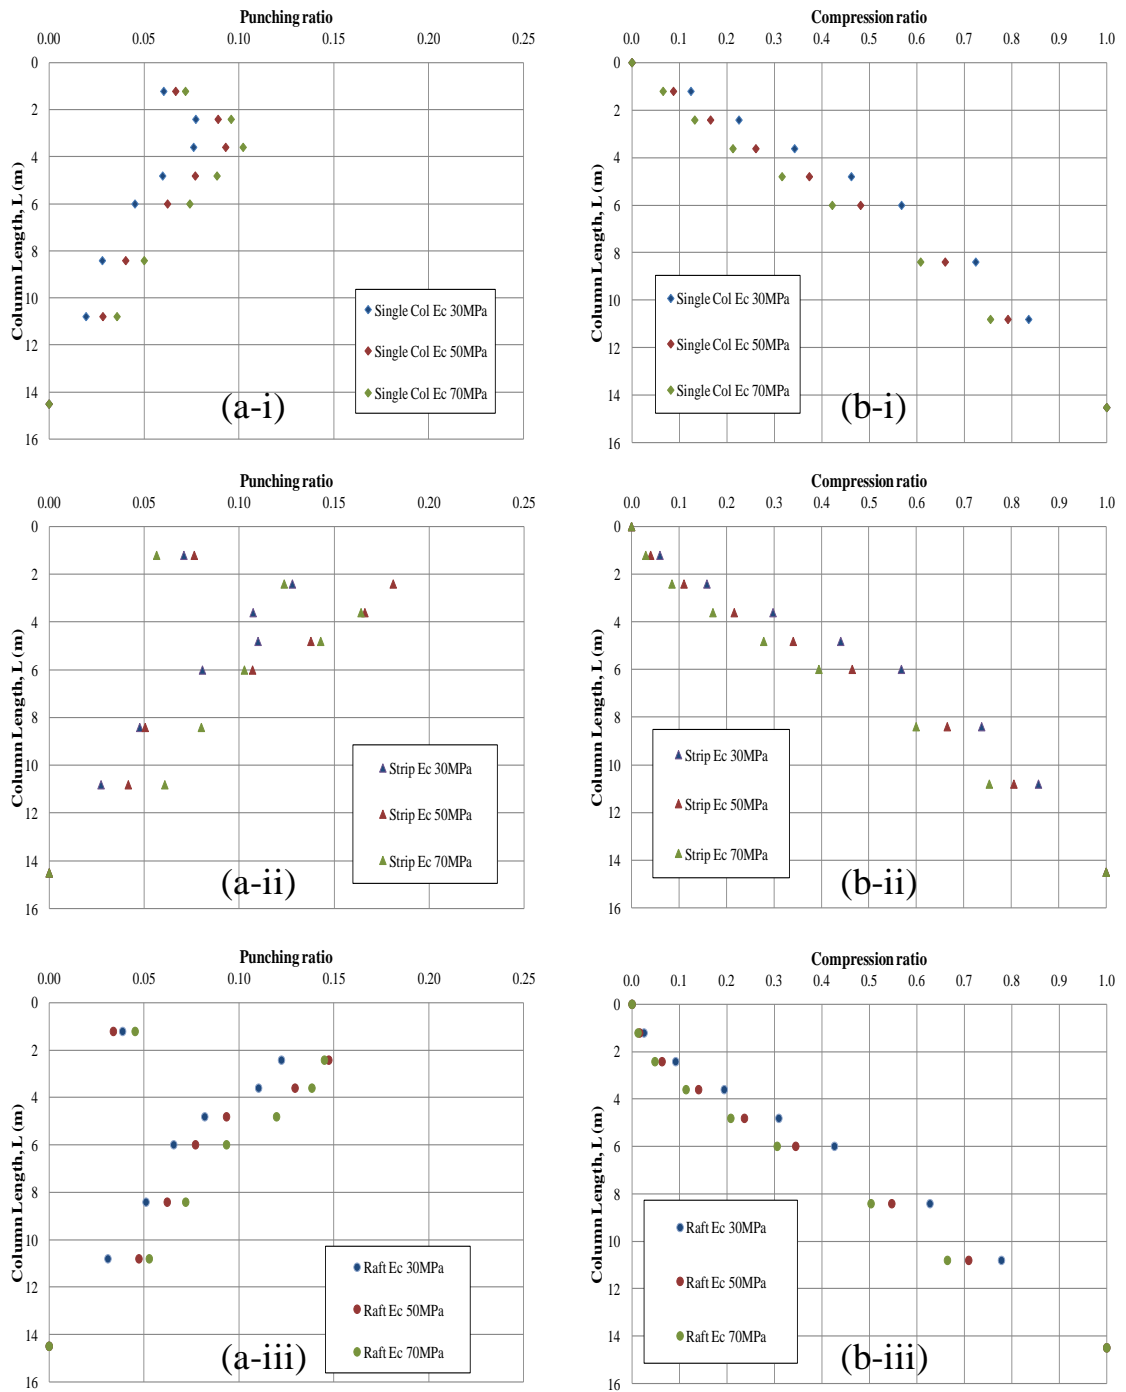 Punching ratio
0.00 0.05 0.10 0.15 0.20 0.25
0
2
4
6
8
10
12
14
16
Column Length, L (m)
Single Col Ec 30MPa
Single Col Ec 50MPa
Single Col Ec 70MPa
(a-i)
Compression ratio
0.0 0.1 0.2 0.3 0.4 0.5 0.6 0.7 0.8 0.9 1.0
0
2
4
6
8
10
12
14
16
Column Length, L (m)
Single Col Ec 30MPa
Single Col Ec 50MPa
Single Col Ec 70MPa
(b-i)
Punching ratio
0.00 0.05 0.10 0.15 0.20 0.25
0
2
4
6
8
10
12
14
16
Column Length, L (m)
Strip Ec 30MPa
Strip Ec 50MPa
Strip Ec 70MPa
(a-ii)
Compression ratio
0.0 0.1 0.2 0.3 0.4 0.5 0.6 0.7 0.8 0.9 1.0
0
2
4
6
8
10
12
14
16
Column Length, L (m)
Strip Ec 30MPa
Strip Ec 50MPa
Strip Ec 70MPa
(b-ii)
Punching ratio
0.00 0.05 0.10 0.15 0.20 0.25
0
2
4
6
8
10
12
14
16
Column Length, L (m)
Raft Ec 30MPa
Raft Ec 50MPa
Raft Ec 70MPa
(a-iii)
Compression ratio
0.0 0.1 0.2 0.3 0.4 0.5 0.6 0.7 0.8 0.9 1.0
0
2
4
6
8
10
12
14
16
Column Length, L (m)
Raft Ec 30MPa
Raft Ec 50MPa
Raft Ec 70MPa
(b-iii)